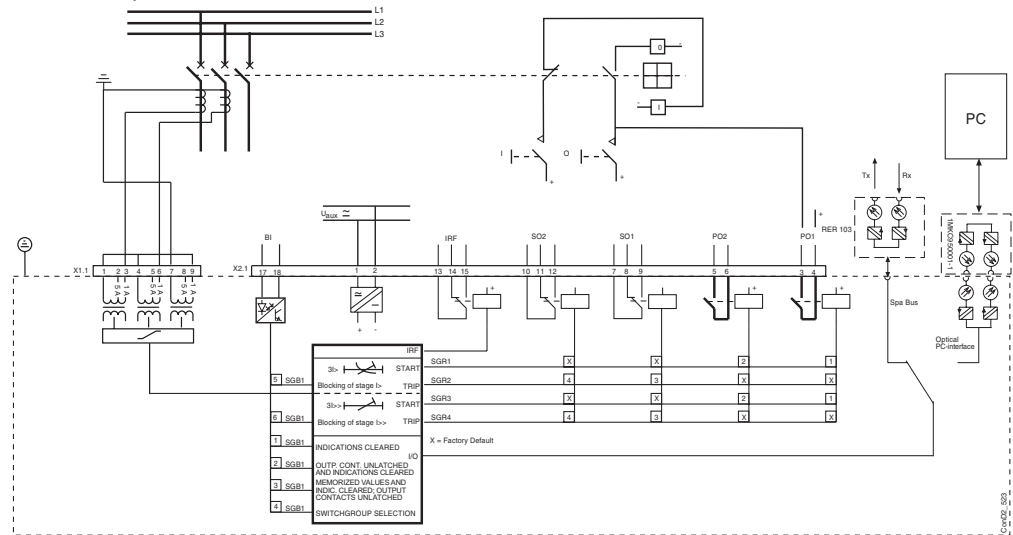 L1
L2
L3
0
I
PC
I
O
+
+
Tx
Rx
+
RER 103
1MKC950001-1
Uaux
BI
IRF
SO2
SO1
PO2
PO1
X1.1
1 2 3 4 5 6 7 8 9
X2.1
17 18
1 2
13 14 15
10 11 12
7 8 9
5 6
3 4
5 A 1 A
5 A 1 A
5 A 1 A
+ -
Spa Bus
Optical
PC-interface
IRF
3I>
START
SGR1
X X 2 1
5 SGB1
Blocking of stage I>
TRIP
SGR2
4 3 X X
3I>>
START
SGR3
X X 2 1
6 SGB1
Blocking of stage I>>
TRIP
SGR4
4 3 X X
X = Factory Default
1 SGB1
INDICATIONS CLEARED
I/O
2 SGB1
OUTP. CONT. UNLATCHED
AND INDICATIONS CLEARED
3 SGB1
MEMORIZED VALUES AND
INDIC. CLEARED; OUTPUT
CONTACTS UNLATCHED
4 SGB1
SWITCHGROUP SELECTION
ConD2_523